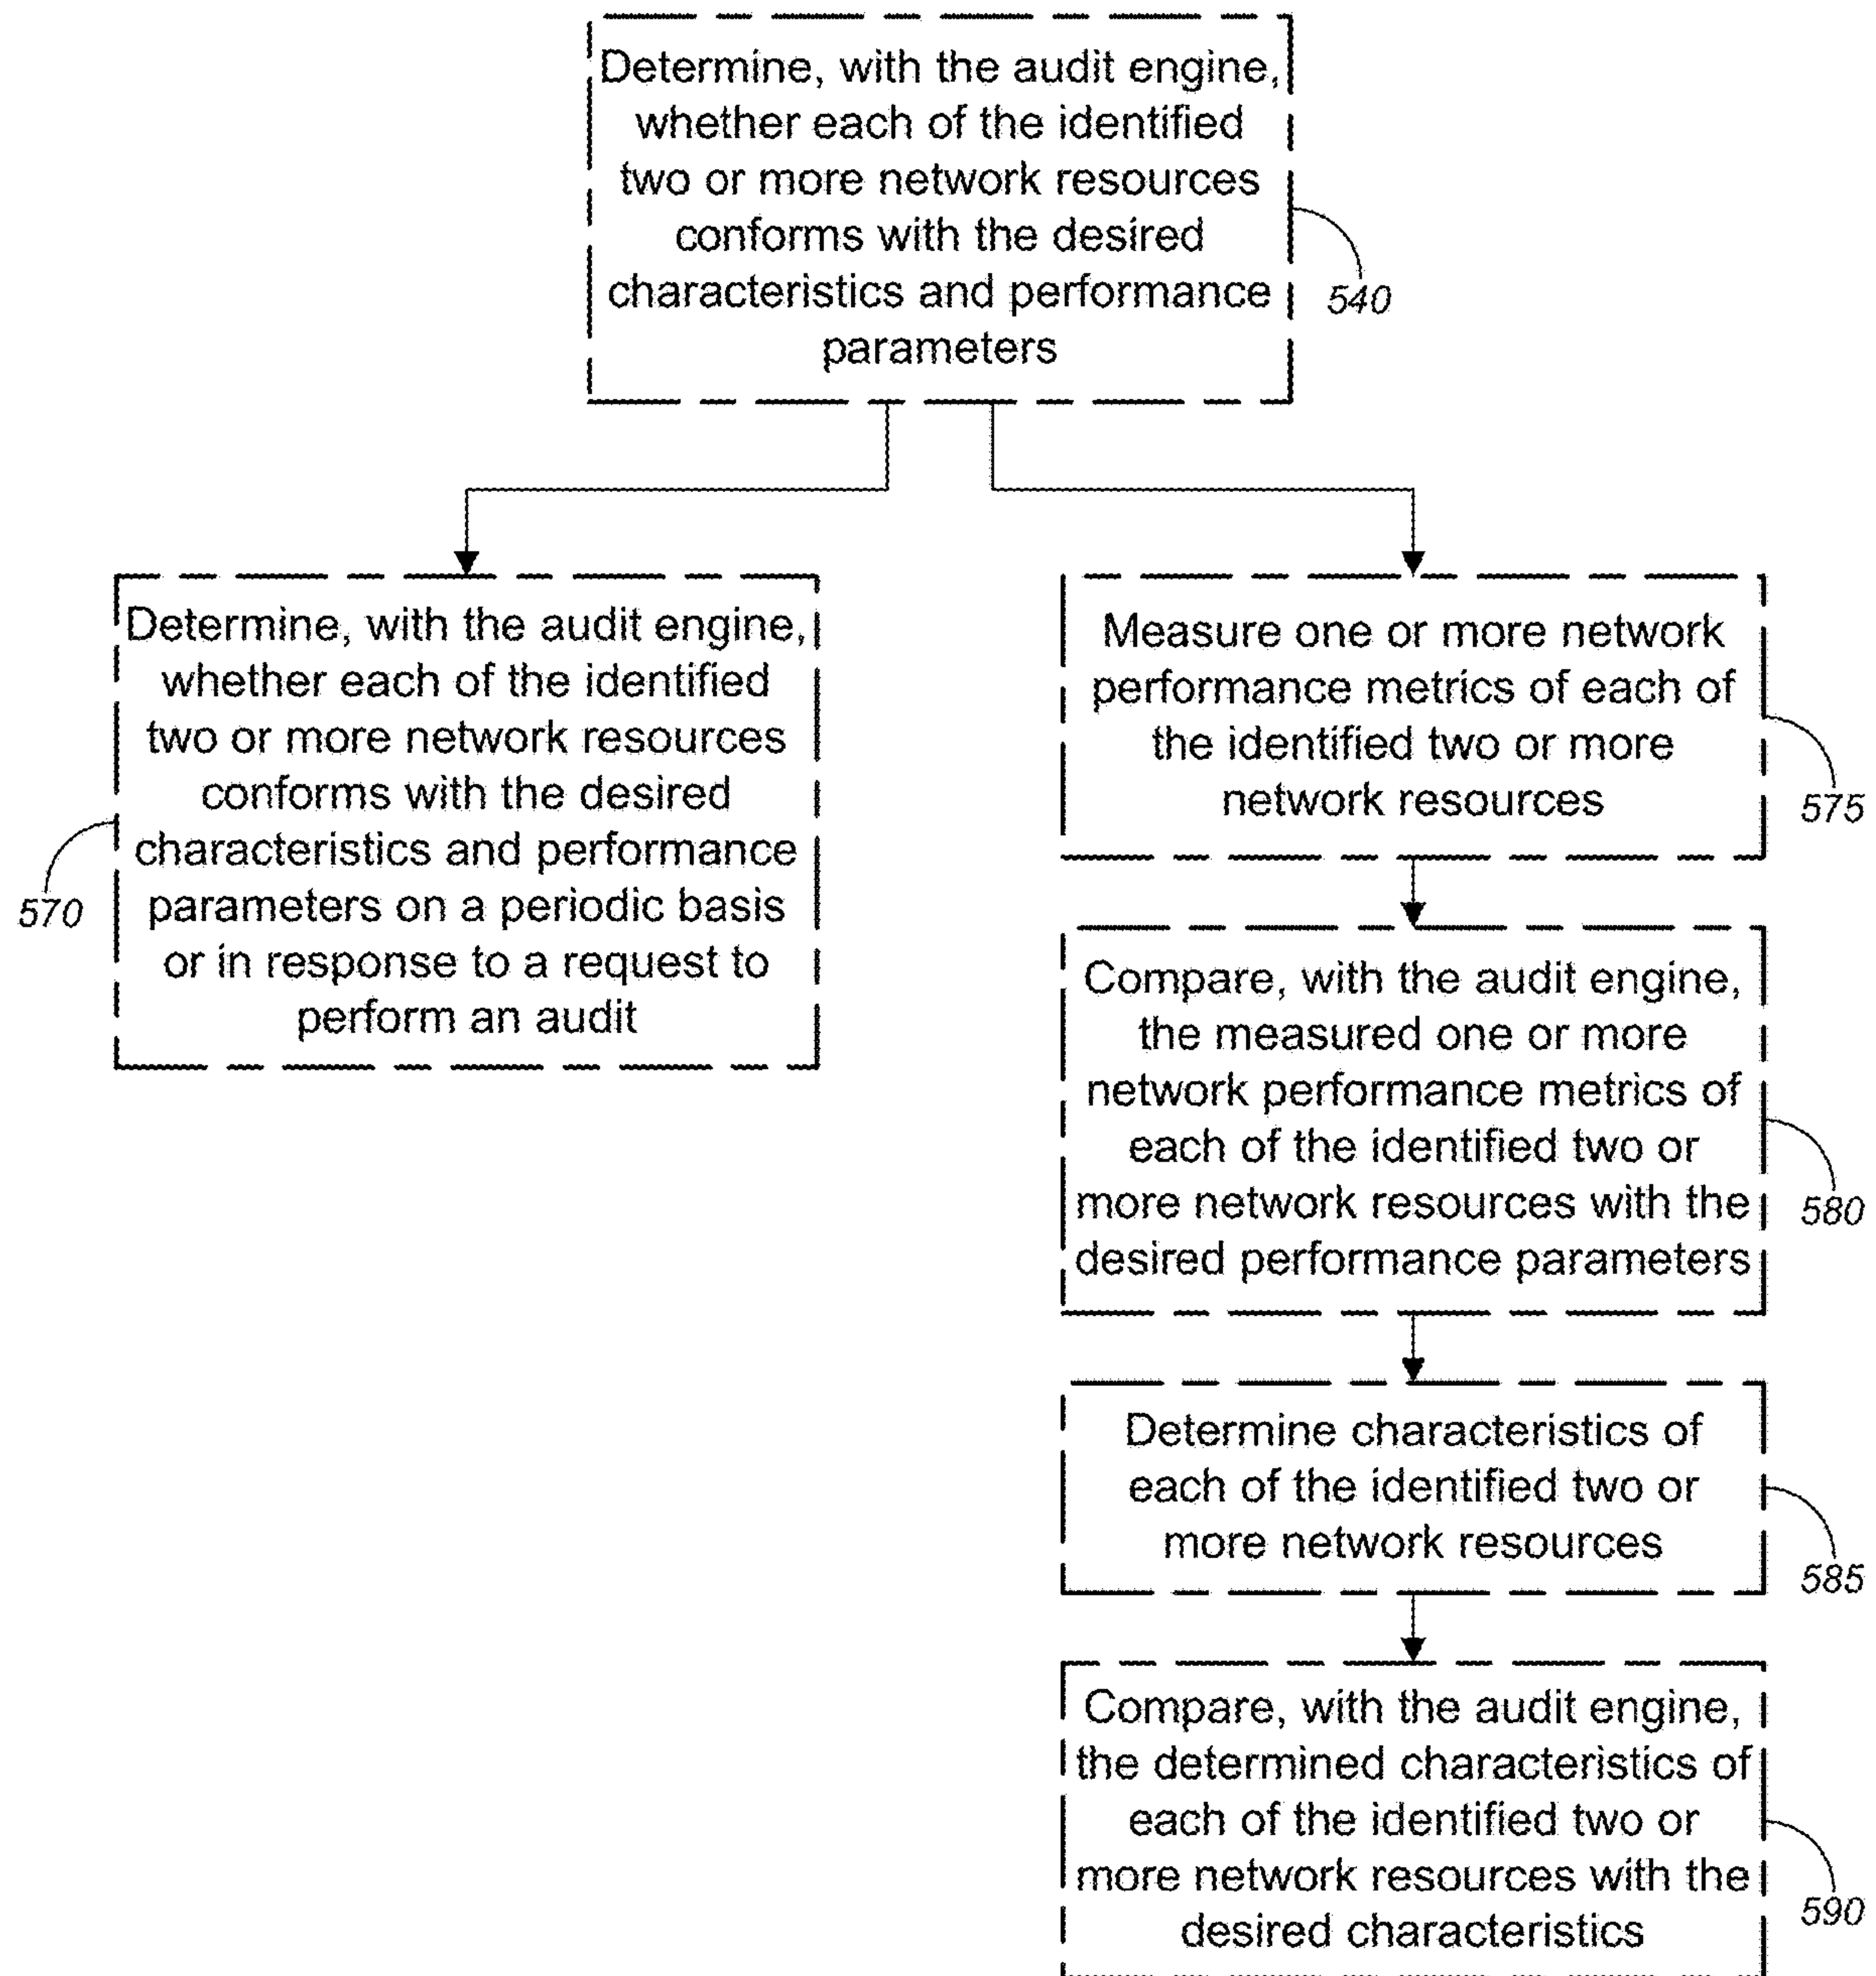 Determine, with the audit engine,
whether each of the identified
two or more network resources
conforms with the desired
characteristics and performance
parameters
540
Determine, with the audit engine,
whether each of the identified
two or more network resources
conforms with the desired
characteristics and performance
parameters on a periodic basis
or in response to a request to
perform an audit
570
Measure one or more network
performance metrics of each of
the identified two or more
network resources
575
Compare, with the audit engine,
the measured one or more
network performance metrics of
each of the identified two or
more network resources with the
desired performance parameters
580
Determine characteristics of
each of the identified two or
more network resources
585
Compare, with the audit engine,
the determined characteristics of
each of the identified two or
more network resources with the
desired characteristics
590